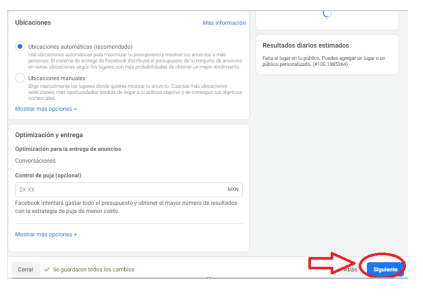 Ubicaciones
Más información
Ubicaciones automáticas (recomendado)
Usa ubicaciones automáticas para maximizar tu presupuesto y mostrar tus anuncios a más
personas. El sistema de entrega de Facebook distribuirá el presupuesto de tu conjunto de anuncios
en varias ubicaciones según los lugares con más probabilidades de obtener un mejor rendimiento.
Ubicaciones manuales
Elige manualmente los lugares donde quieres mostrar tu anuncio. Cuantas más ubicaciones
selecciones, más oportunidades tendrás de llegar a tu público objetivo y de conseguir tus objetivos
comerciales.
Mostrar más opciones
Resultados diarios estimados
Falta el lugar en tu público. Puedes agregar un lugar o un
público personalizado. (#100.1885364)
Optimización y entrega
Optimización para la entrega de anuncios
Conversaciones
Control de puja (opcional)
MXN
Facebook intentará gastar todo el presupuesto y obtener el mayor número de resultados
con la estrategia de puja de menor costo.
Mostrar más opciones
Cerrar
Se guardaron todos los cambios
Atrás
Siguiente